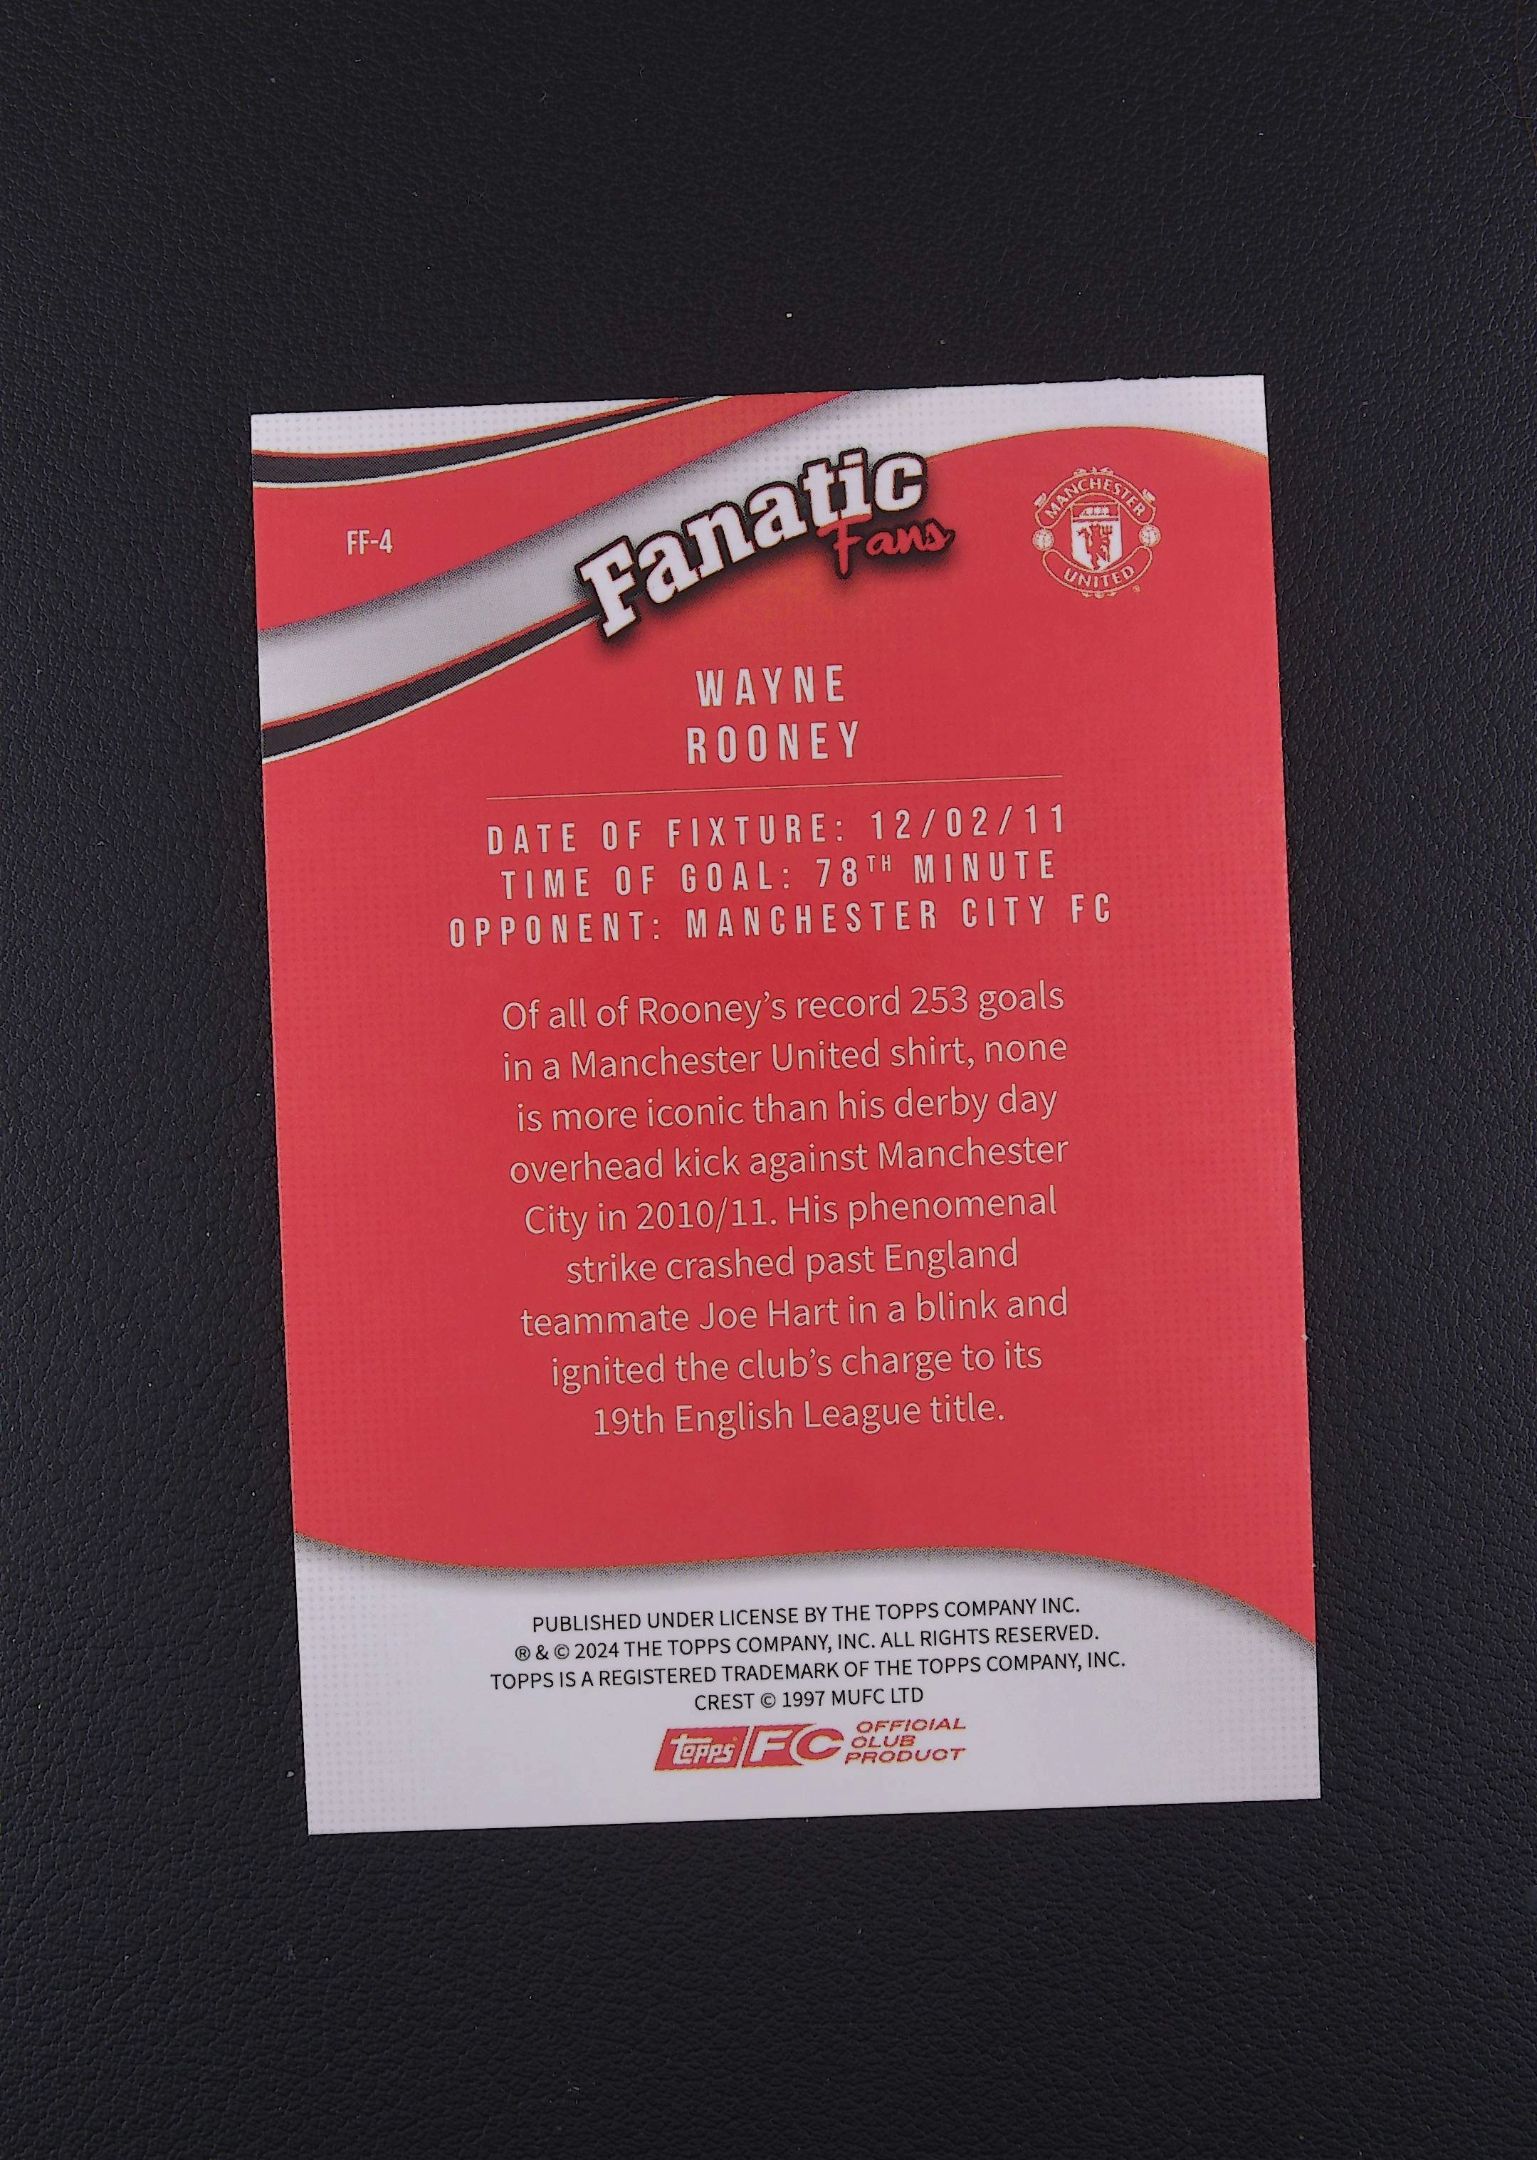 FF-4
Fanatic
Fans
MANCHESTER
UNITED
WAYNE
ROONEY
DATE OF FIXTURE: 12/02/11
TIME OF GOAL: 78TH MINUTE
OPPONENT: MANCHESTER CITY FC
Of all of Rooney’s record 253 goals
in a Manchester United shirt, none
is more iconic than his derby day
overhead kick against Manchester
City in 2010/11. His phenomenal
strike crashed past England
teammate Joe Hart in a blink and
ignited the club’s charge to its
19th English League title.
PUBLISHED UNDER LICENSE BY THE TOPPS COMPANY INC.
® & © 2024 THE TOPPS COMPANY, INC. ALL RIGHTS RESERVED.
TOPPS IS A REGISTERED TRADEMARK OF THE TOPPS COMPANY, INC.
CREST © 1997 MUFC LTD
topps FC OFFICIAL
CLUB
PRODUCT